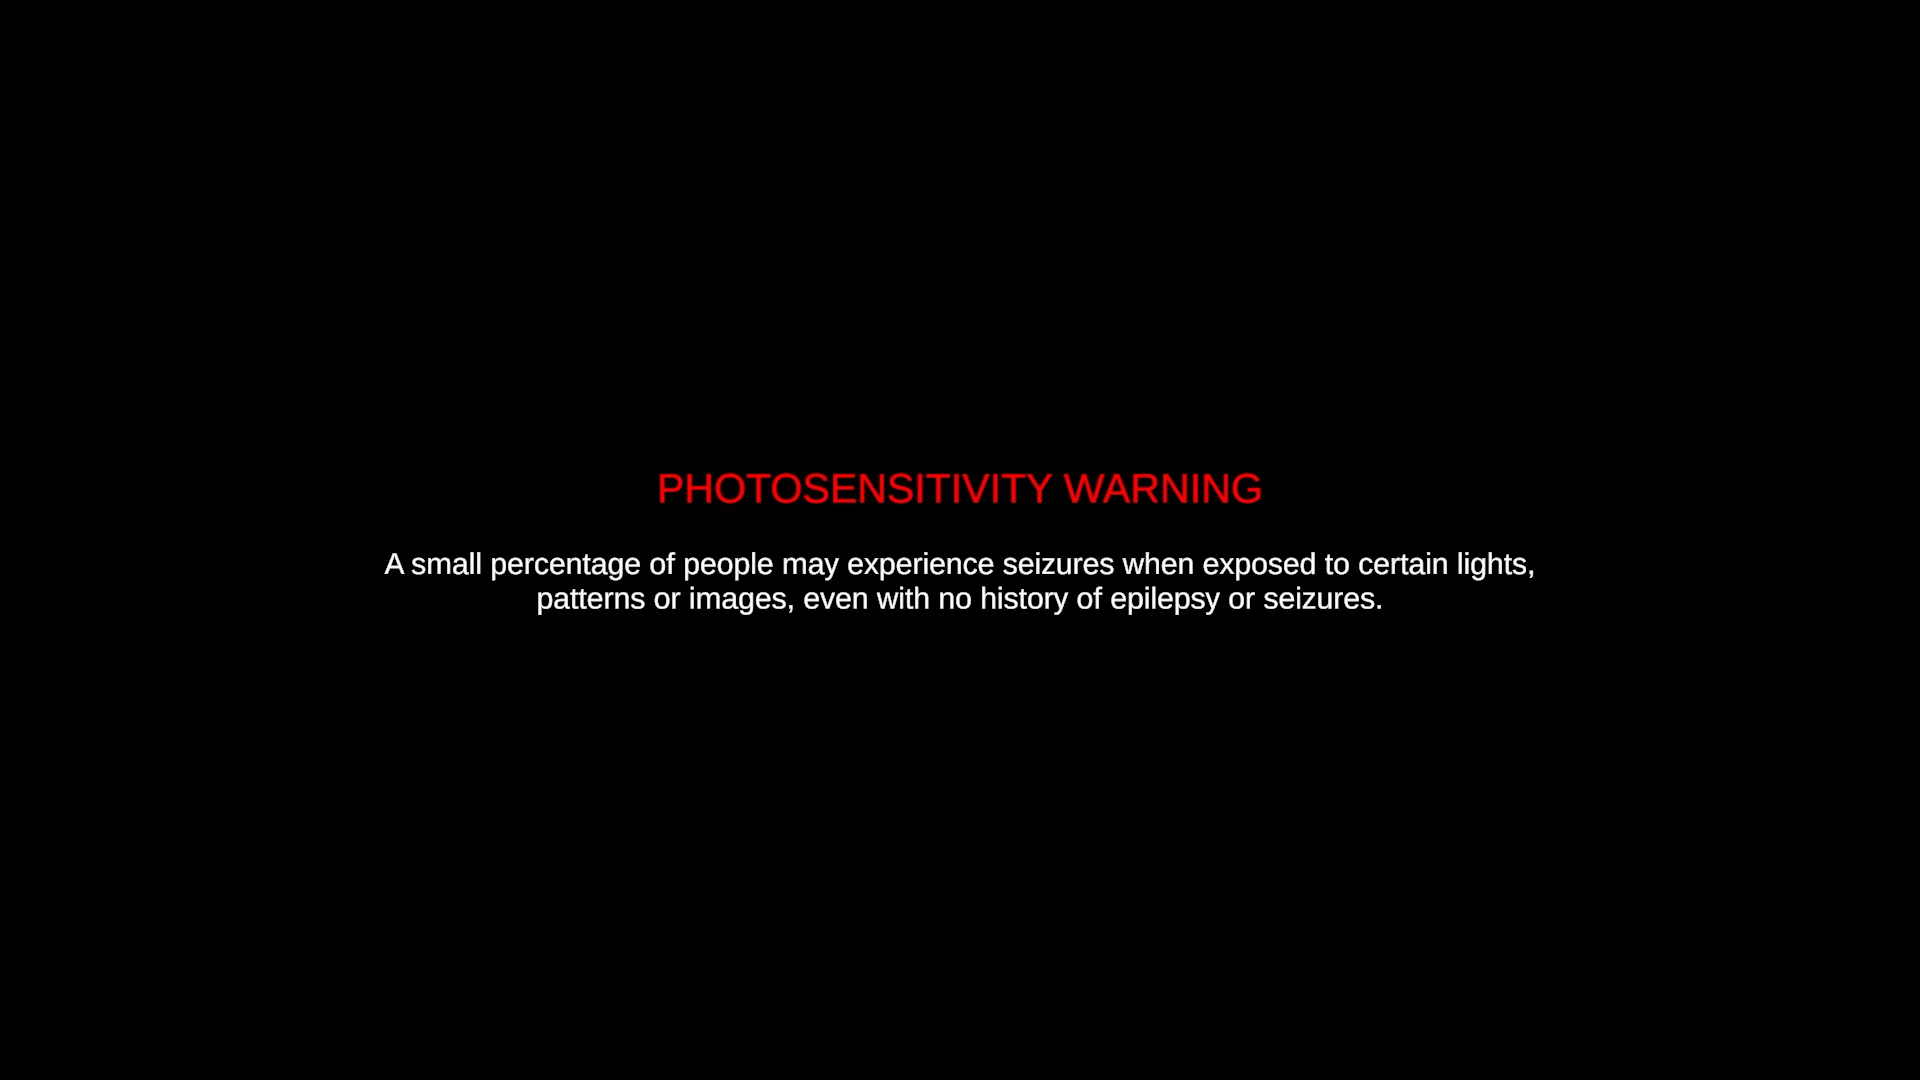 PHOTOSENSITIVITY WARNING
A small percentage of people may experience seizures when exposed to certain lights,
patterns or images, even with no history of epilepsy or seizures.